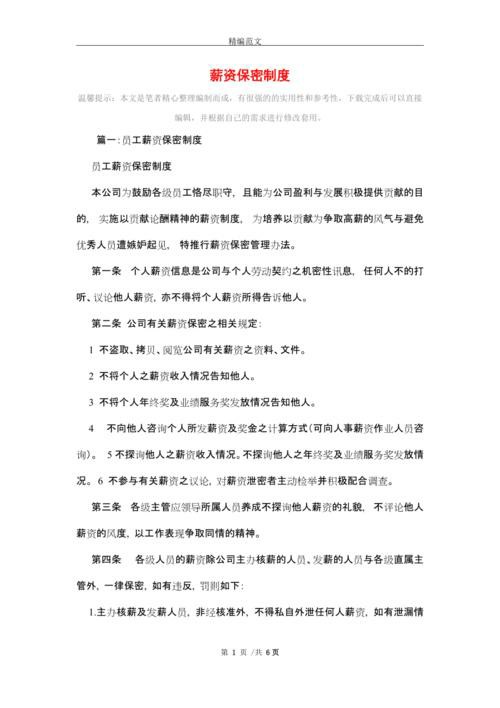 精编范文
薪资保密制度
温馨提示：本文是笔者精心整理编制而成，有很强的的实用性和参考性，下载完成后可以直接
编辑，并根据自己的需求进行修改套用。
篇一：员工薪资保密制度
员工薪资保密制度
本公司为鼓励各级员工恪尽职守，且能为公司盈利与发展积极提供贡献的目
的， 实施以贡献论酬精神的薪资制度， 为培养以贡献为争取高薪的风气与避免
优秀人员遭嫉妒起见， 特推行薪资保密管理办法。
第一条 个人薪资信息是公司与个人劳动契约之机密性讯息，任何人不的打
听、议论他人薪资，亦不得将个人薪资所得告诉他人。
第二条 公司有关薪资保密之相关规定：
1 不盗取、拷贝、阅览公司有关薪资之资料、文件。
2 不将个人之薪资收入情况告知他人。
3 不将个人年终奖及业绩服务奖发放情况告知他人。
4 不向他人咨询个人所发薪资及奖金之计算方式（可向人事薪资作业人员咨
询）。 5 不探询他人之薪资收入情况。不探询他人之年终奖及业绩服务奖发放情
况。6 不参与有关薪资之议论，对薪资泄密者主动检举并积极配合调查。
第三条 各级主管应领导所属人员养成不探询他人薪资的礼貌，不评论他人
薪资的风度，以工作表现争取同情的精神。
第四条 各级人员的薪资除公司主办核薪的人员、发薪的人员与各级直属主
管外，一律保密，如有违反，罚则如下：
1.主办核薪及发薪人员，非经核准外，不得私自外泄任何人薪资，如有泄漏情
第 1 页 /共 6 页